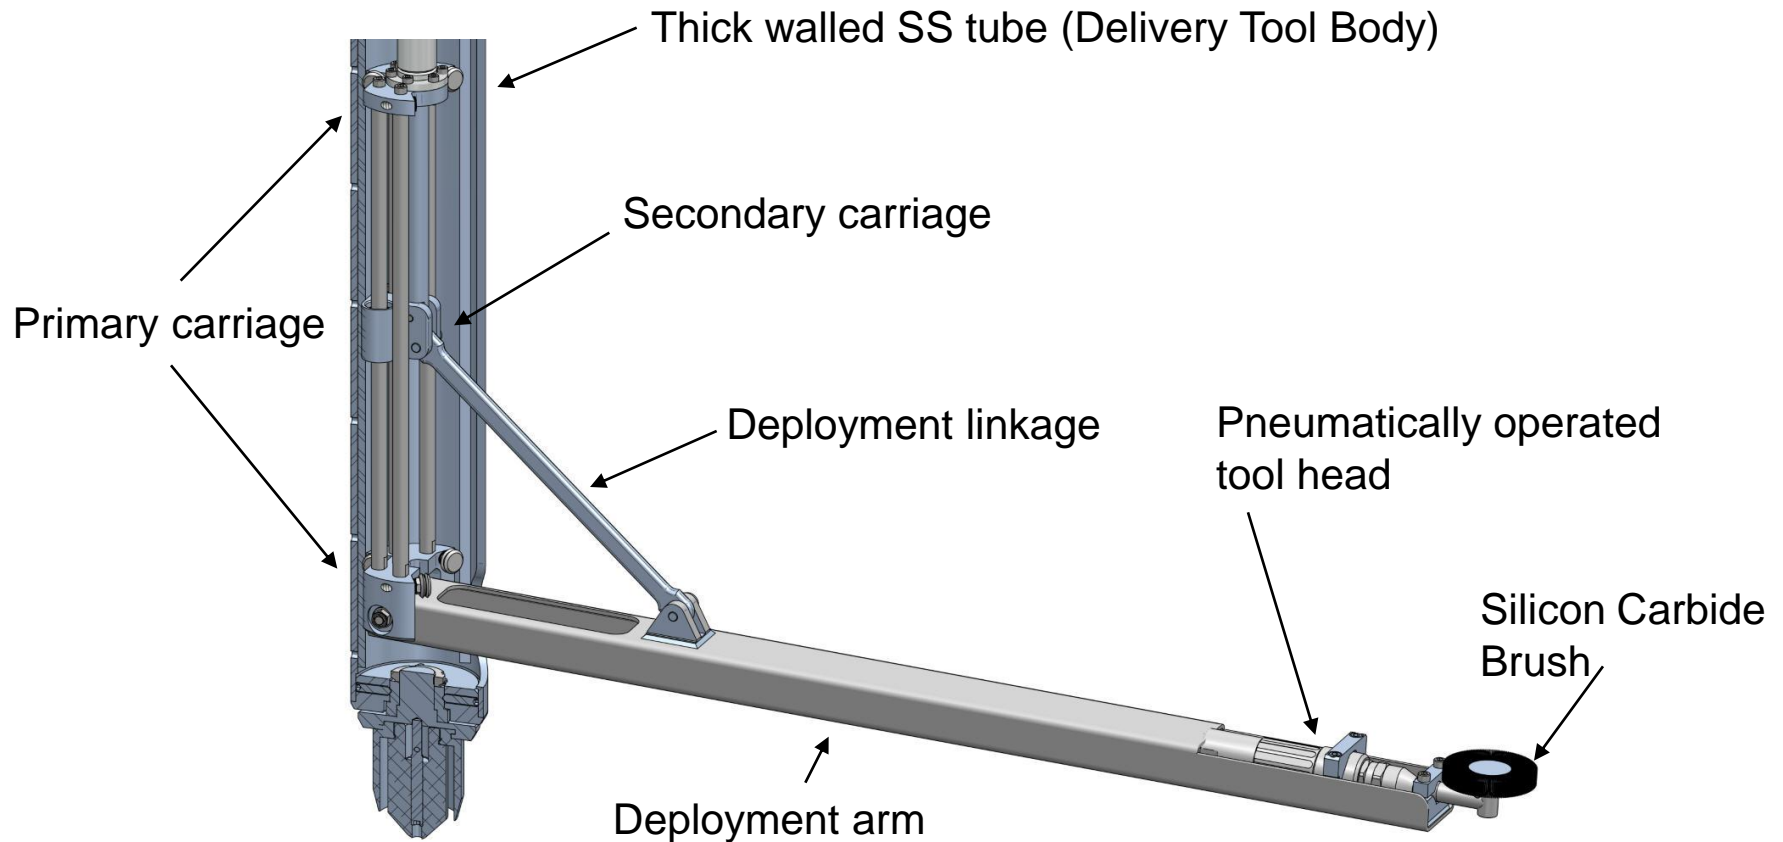 Thick walled SS tube (Delivery Tool Body)
Secondary carriage
Primary carriage
Deployment linkage
Pneumatically operated
tool head
Silicon Carbide
Brush
Deployment arm